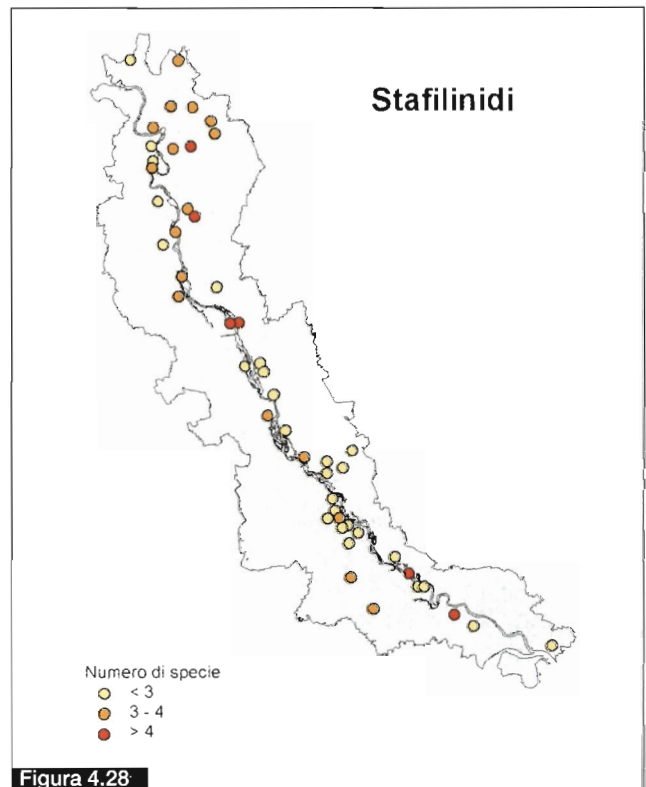 Stafilinidi
Numero di specie
< 3
3 - 4
> 4
Figura 4.28